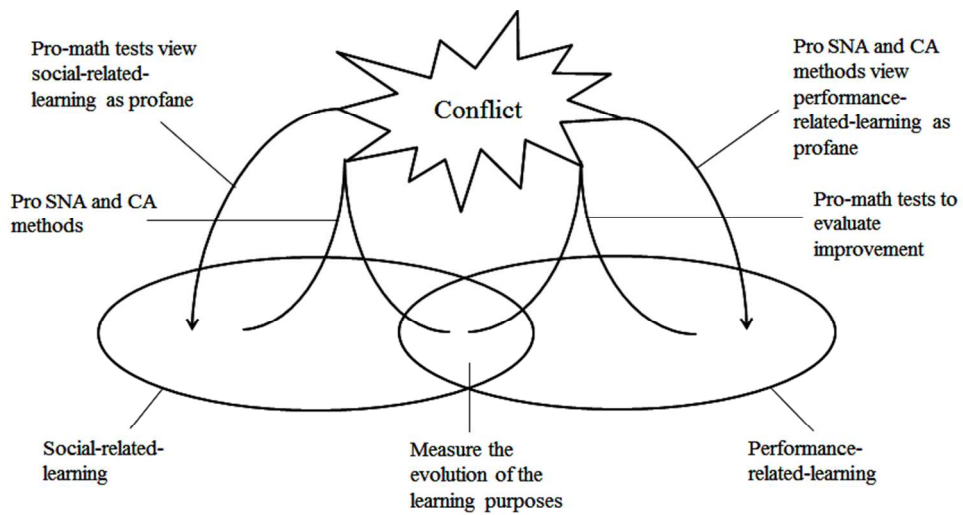 Pro-math tests view
social-related-
learning as profane
Conflict
Pro SNA and CA
methods view
performance-
related-learning as
profane
Pro SNA and CA
methods
Pro-math tests to
evaluate
improvement
Social-related-
learning
Measure the
evolution of the
learning purposes
Performance-
related-learning